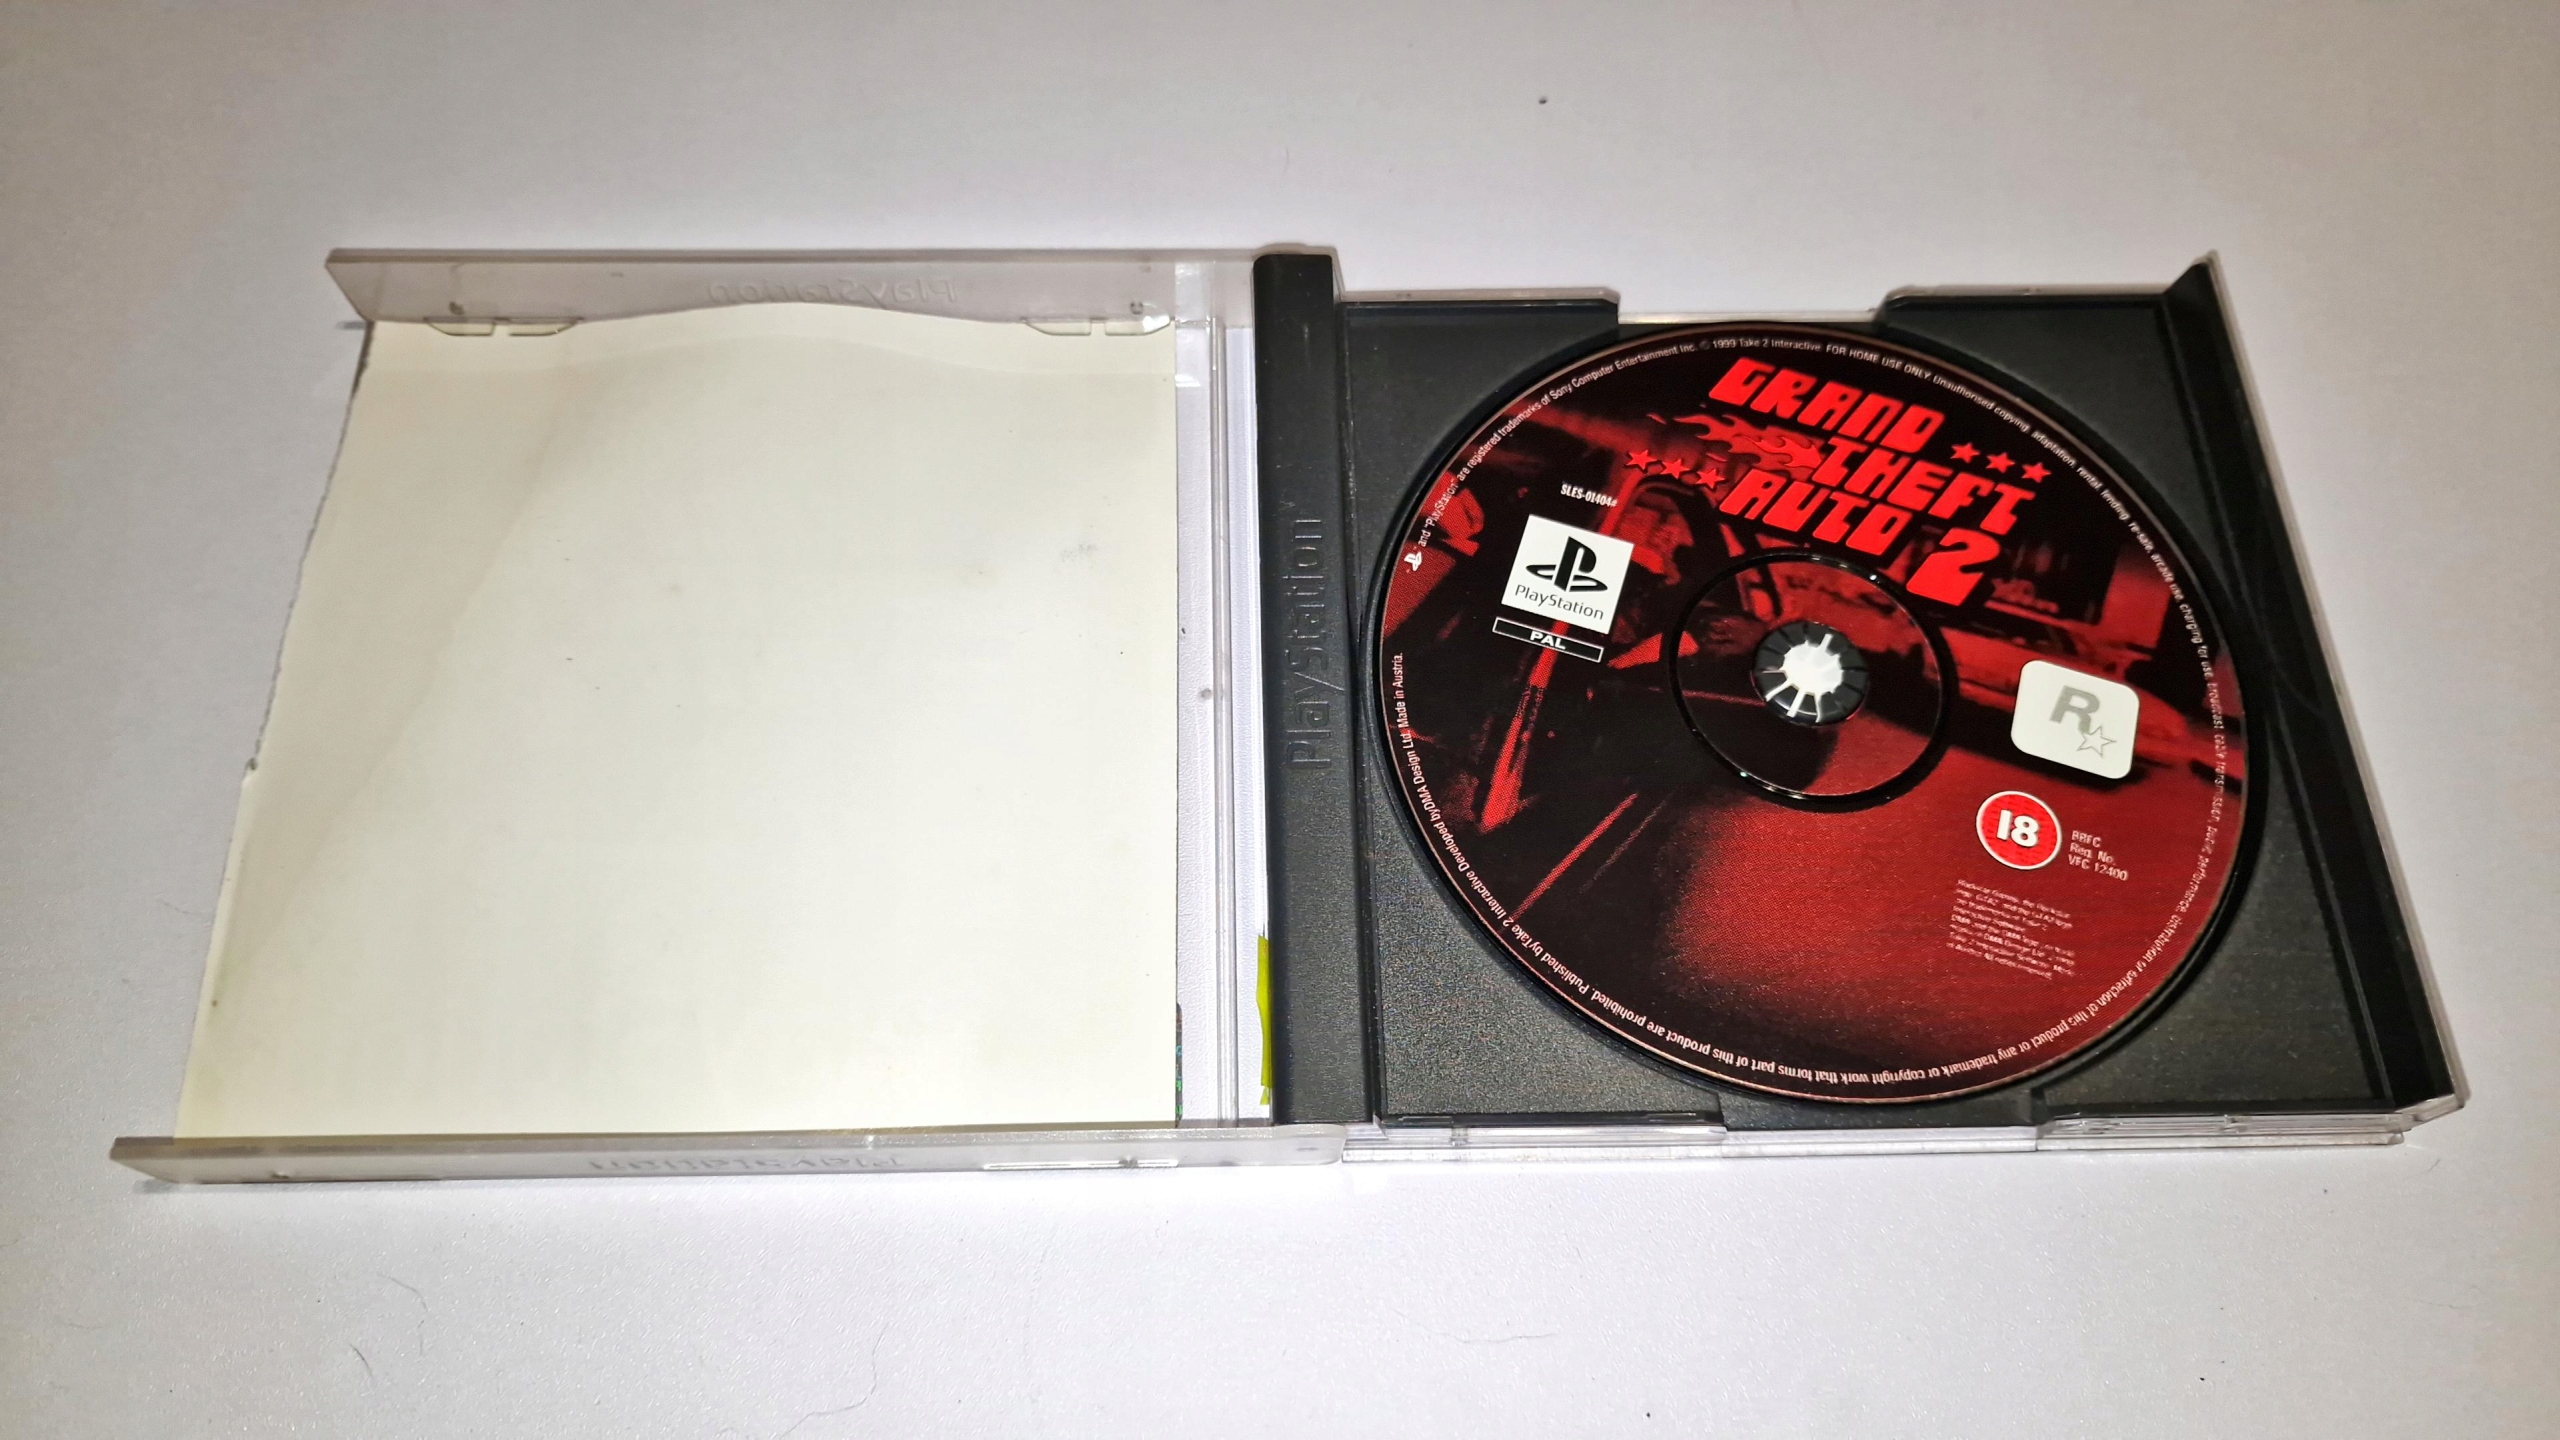 PlayStation
PlayStation
PlayStation
GRAND
THEFT
AUTO 2
SLES-01404#
PlayStation
PAL
R
18
BBFC
Reg. No.
VFC 12400
" and "PlayStation" are registered trademarks of Sony Computer Entertainment Inc. © 1999 Take 2 Interactive. FOR HOME USE ONLY. Unauthorised copying, adaptation, rental, lending, re-sale, arcade use, charging for use, broadcast, cable transmission, public performance, distribution or extraction of this product or any trademark or copyright work that forms part of this product are prohibited. Published byTake 2 Interactive Developed byDMA Design Ltd. Made in Austria.